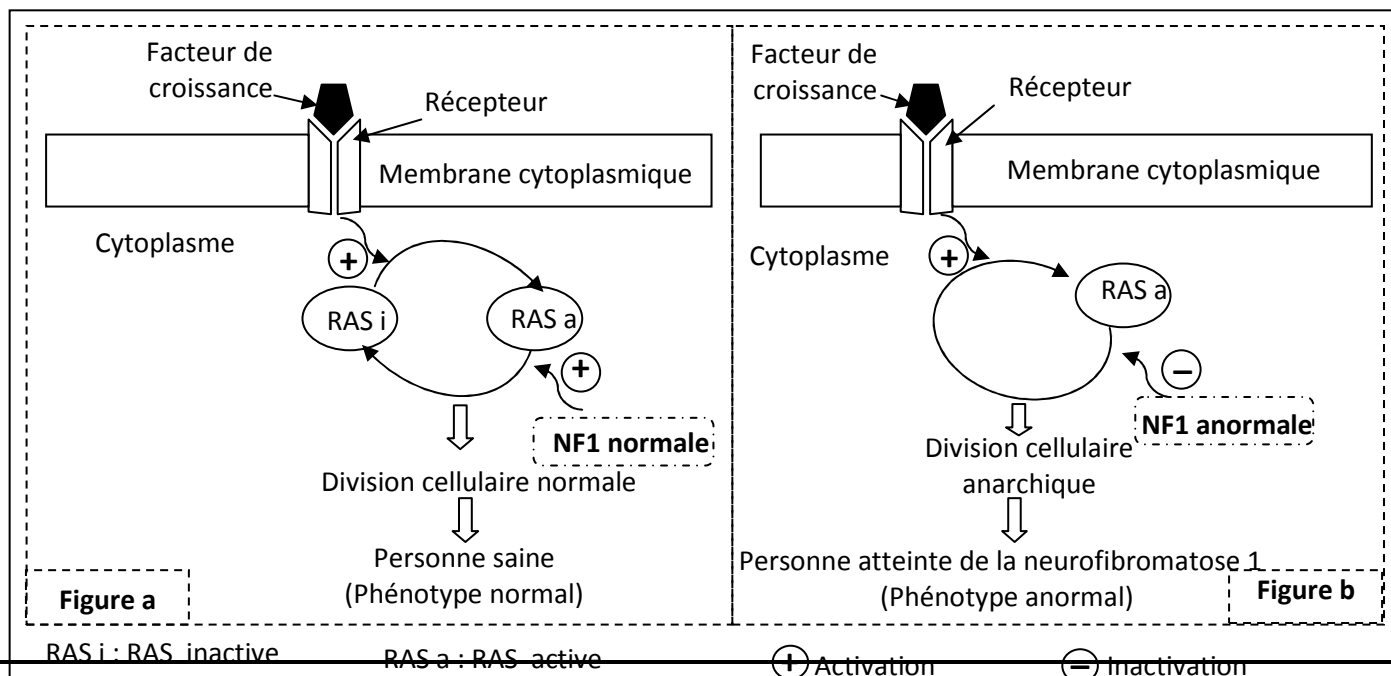 Facteur de
croissance
Récepteur
Membrane cytoplasmique
Cytoplasme
+
RAS i
RAS a
+
NF1 normale
Division cellulaire normale
Personne saine
(Phénotype normal)
Figure a
Facteur de
croissance
Récepteur
Membrane cytoplasmique
Cytoplasme
+
RAS a
−
NF1 anormale
Division cellulaire
anarchique
Personne atteinte de la neurofibromatose 1
(Phénotype anormal)
Figure b
RAS i : RAS inactive
RAS a : RAS active
+ Activation
− Inactivation